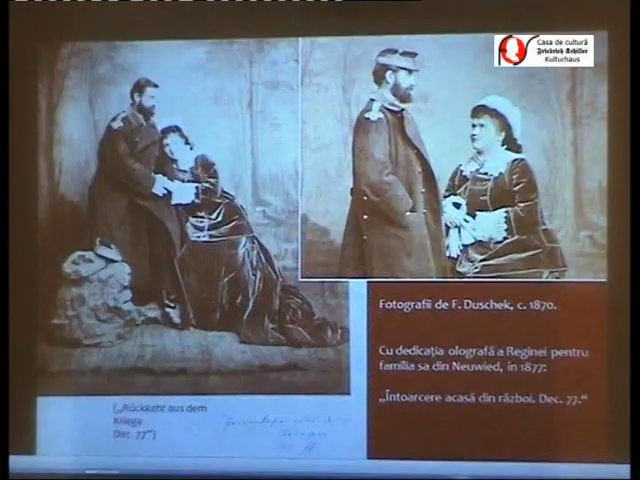 Casa de cultură
Friedrich Schiller
Kulturhaus
Fotografii de F. Duschek, c. 1870.
Cu dedicația olografă a Reginei pentru
familia sa din Neuwied, in 1877:
„Întoarcere acasă din război. Dec. 77.“
(„Rückkehr aus dem
Kriege
Dec. 77“)